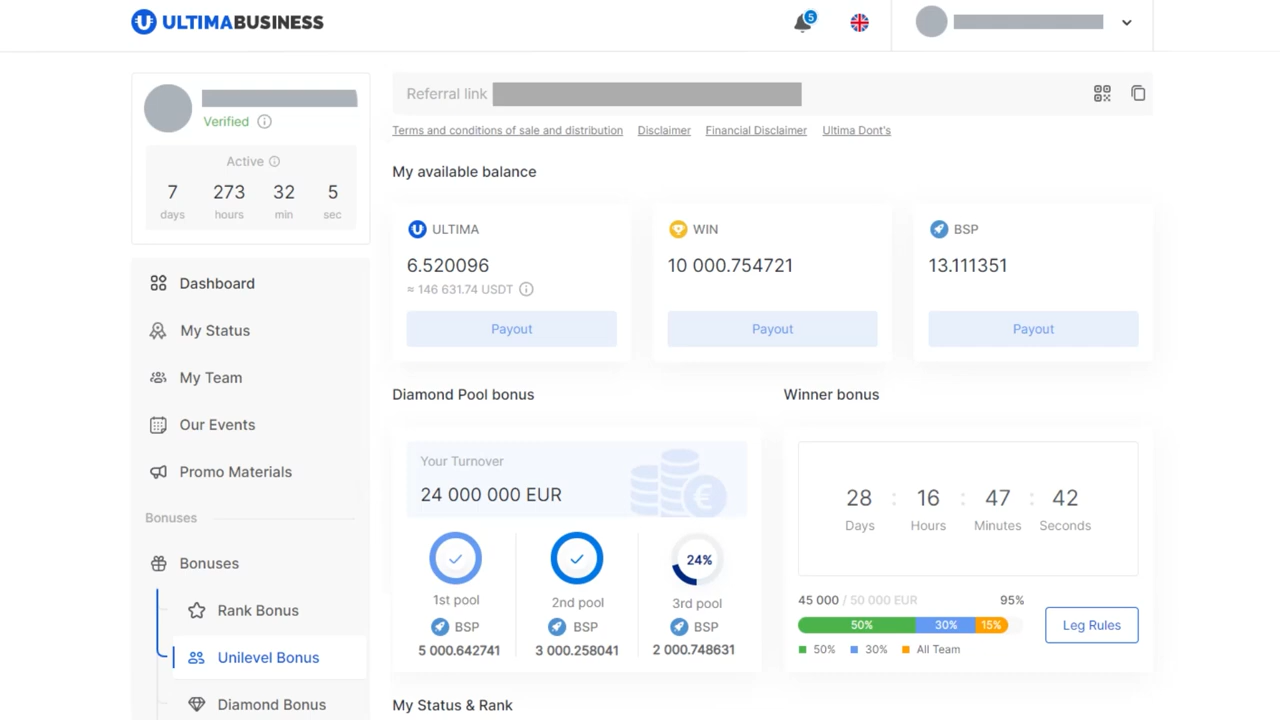 ULTIMABUSINESS
5
Verified
Active
7 273 32 5
days hours min sec
Dashboard
My Status
My Team
Our Events
Promo Materials
Bonuses
Bonuses
Rank Bonus
Unilevel Bonus
Diamond Bonus
Referral link
Terms and conditions of sale and distribution Disclaimer Financial Disclaimer Ultima Dont's
My available balance
ULTIMA
6.520096
≈ 146 631.74 USDT
Payout
WIN
10 000.754721
Payout
BSP
13.111351
Payout
Diamond Pool bonus
Your Turnover
24 000 000 EUR
1st pool
BSP
5 000.642741
2nd pool
BSP
3 000.258041
24%
3rd pool
BSP
2 000.748631
Winner bonus
28 : 16 : 47 : 42
Days Hours Minutes Seconds
45 000 / 50 000 EUR 95%
50% 30% 15%
50% 30% All Team
Leg Rules
My Status & Rank